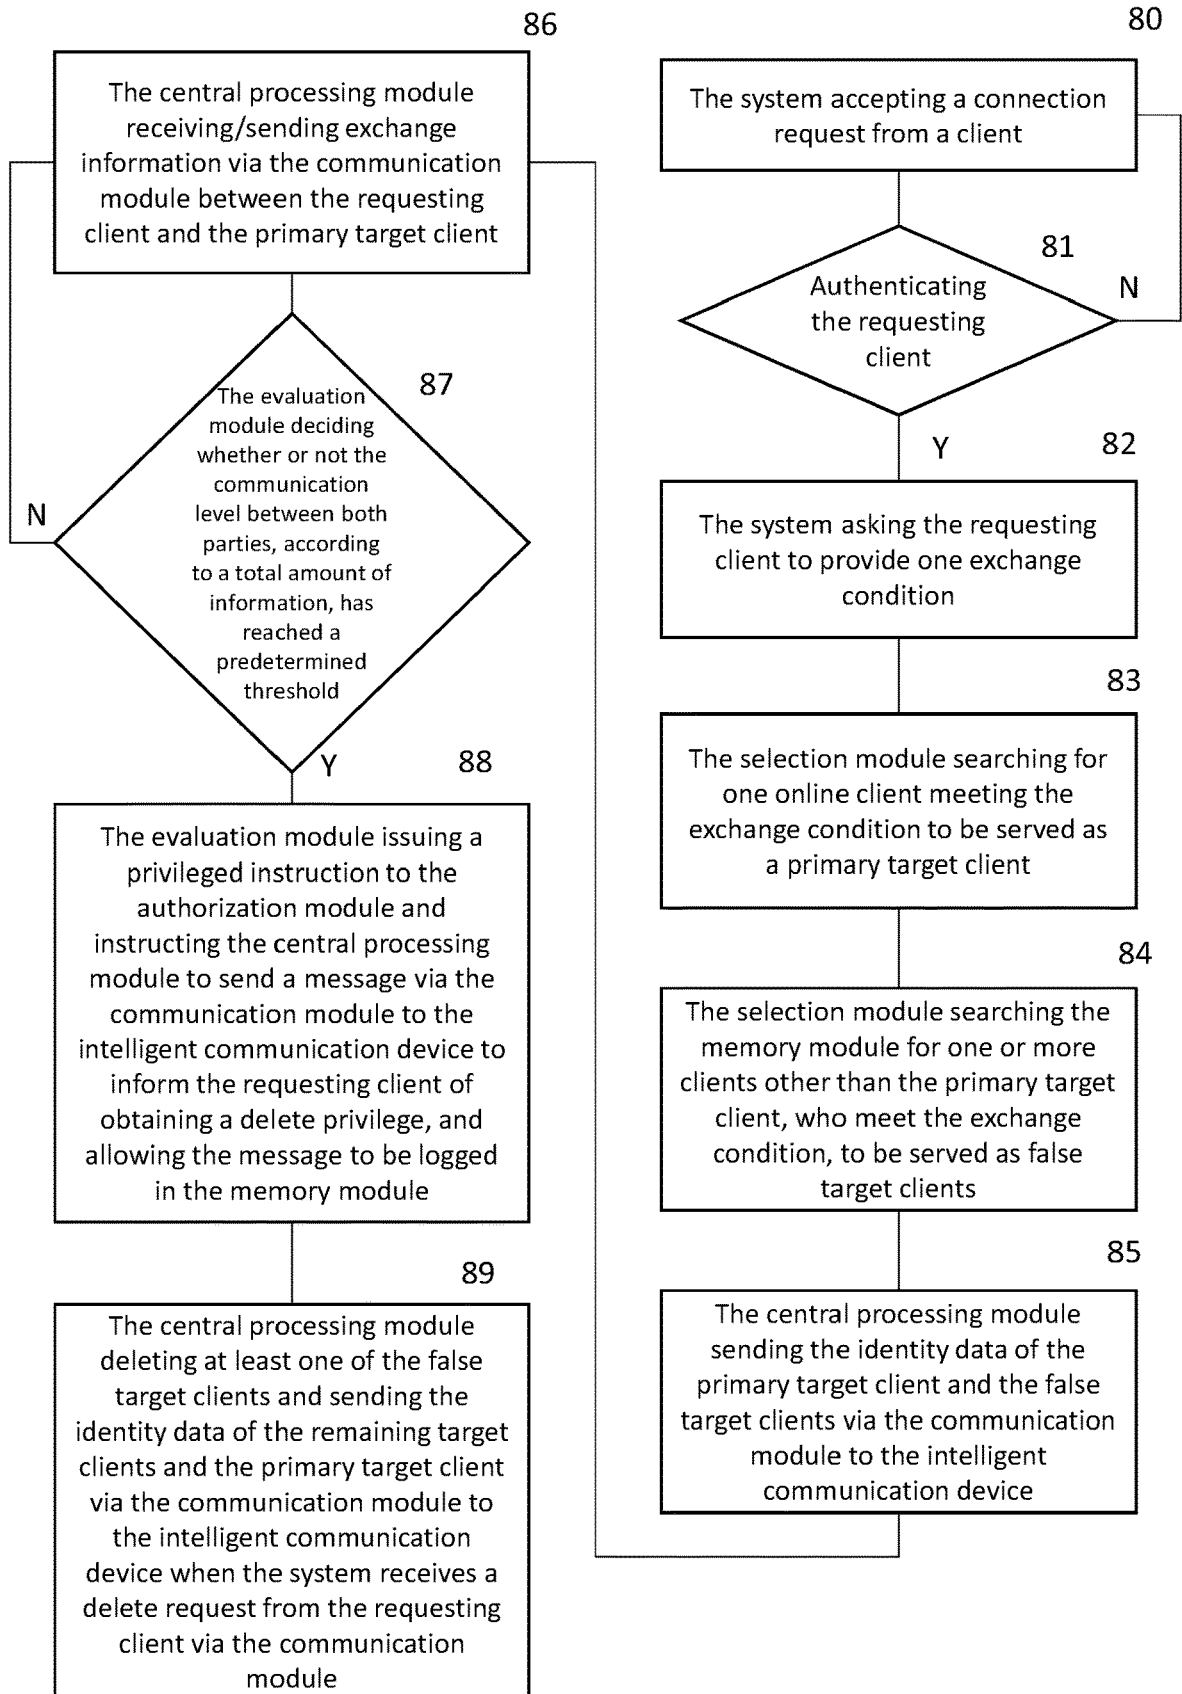 80
The system accepting a connection
request from a client
81
Authenticating
the requesting
client
N
Y
82
The system asking the requesting
client to provide one exchange
condition
83
The selection module searching for
one online client meeting the
exchange condition to be served as
a primary target client
84
The selection module searching the
memory module for one or more
clients other than the primary target
client, who meet the exchange
condition, to be served as false
target clients
85
The central processing module
sending the identity data of the
primary target client and the false
target clients via the communication
module to the intelligent
communication device
86
The central processing module
receiving/sending exchange
information via the communication
module between the requesting
client and the primary target client
87
The evaluation
module deciding
whether or not the
communication
level between both
parties, according
to a total amount of
information, has
reached a
predetermined
threshold
N
Y
88
The evaluation module issuing a
privileged instruction to the
authorization module and
instructing the central processing
module to send a message via the
communication module to the
intelligent communication device to
inform the requesting client of
obtaining a delete privilege, and
allowing the message to be logged
in the memory module
89
The central processing module
deleting at least one of the false
target clients and sending the
identity data of the remaining target
clients and the primary target client
via the communication module to
the intelligent communication
device when the system receives a
delete request from the requesting
client via the communication
module